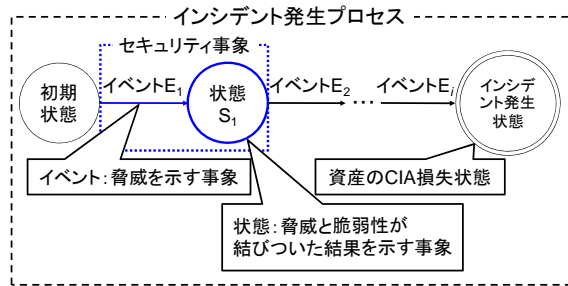 インシデント発生プロセス
セキュリティ事象
初期
状態
イベントE1
状態
S1
イベントE2
…
イベントEi
インシデ
ント発生
状態
イベント：脅威を示す事象
資産のCIA損失状態
状態：脅威と脆弱性が
結びついた結果を示す事象